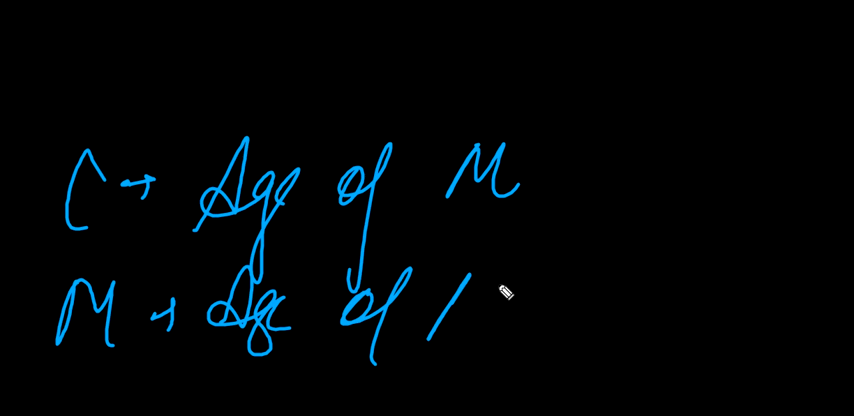 C → Age of M
M → Age of